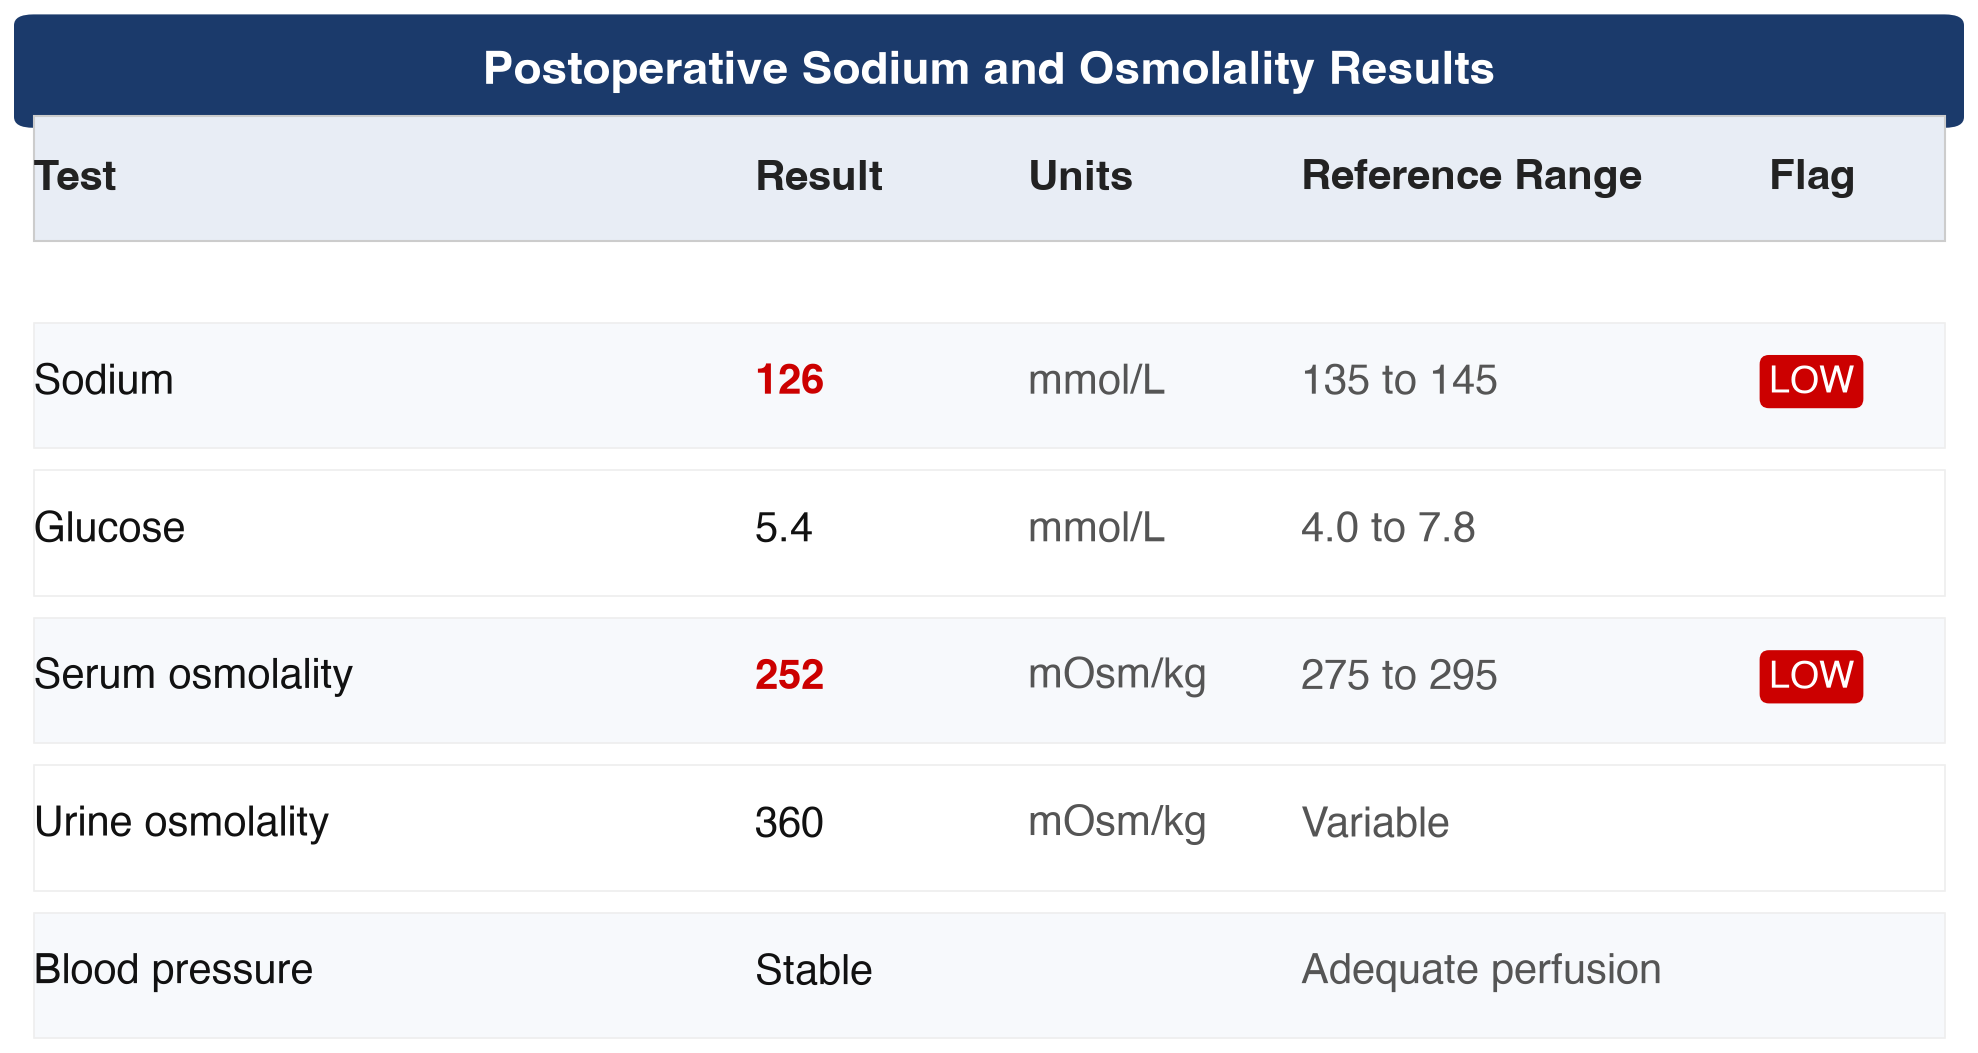 Postoperative Sodium and Osmolality Results
Test Result Units Reference Range Flag
Sodium 126 mmol/L 135 to 145 LOW
Glucose 5.4 mmol/L 4.0 to 7.8
Serum osmolality 252 mOsm/kg 275 to 295 LOW
Urine osmolality 360 mOsm/kg Variable
Blood pressure Stable Adequate perfusion